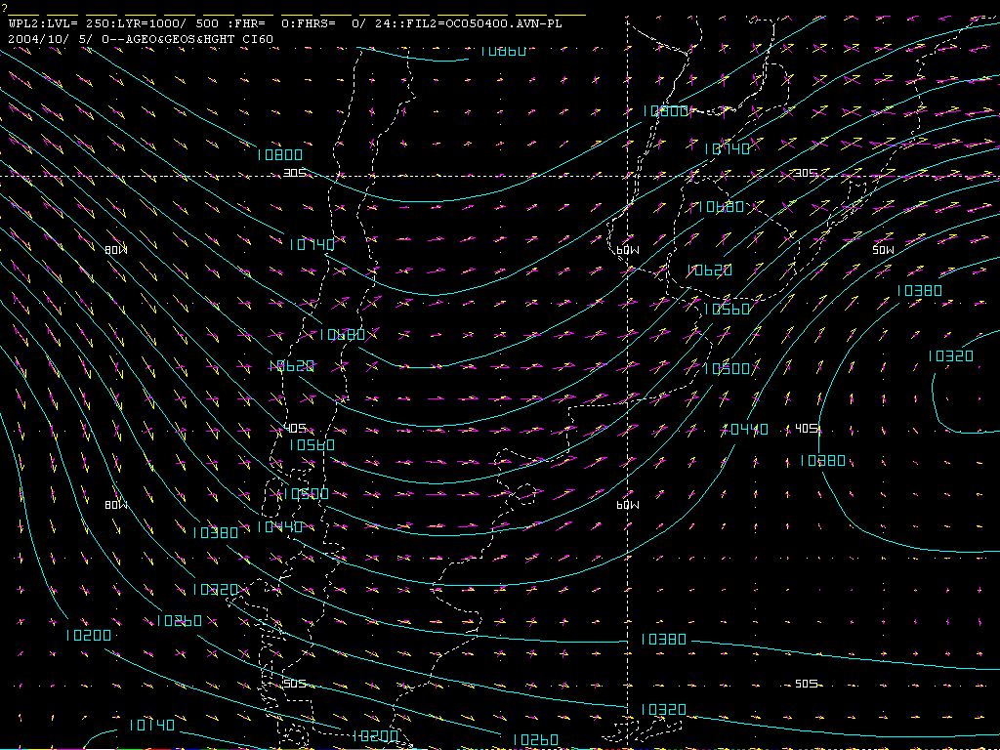 ?
WPL2:LVL= 250:LYR=1000/ 500 :FHR=  0:FHRS=  0/ 24::FIL2=OC050400.AVN-PL
2004/10/ 5/ 0--AGEO&GEOS&HGHT CI60
10860
10800
10740
10800
30S
30S
10680
10740
80W
60W
50W
10620
10380
10560
10680
10320
10620
10500
40S
10440
40S
10560
10380
10500
80W
60W
10440
10380
10320
10260
10200
10380
50S
50S
10320
10140
10200
10260